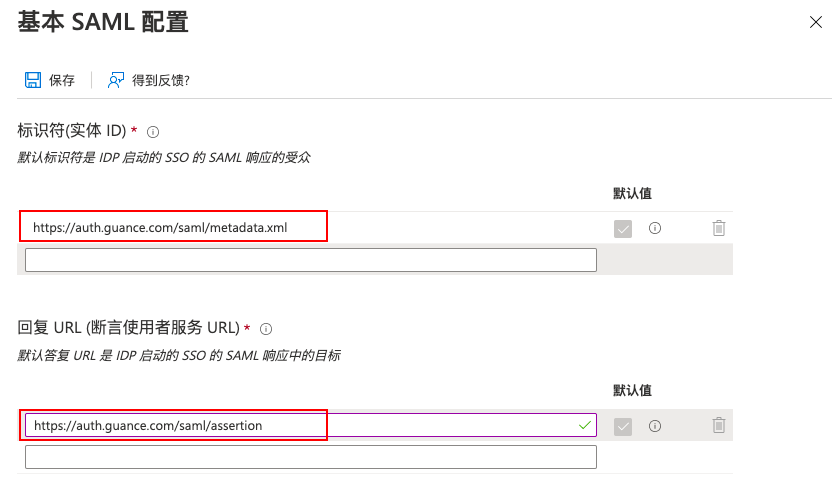 基本 SAML 配置
保存
得到反馈?
标识符(实体 ID) *
默认标识符是 IDP 启动的 SSO 的 SAML 响应的受众
默认值
https://auth.guance.com/saml/metadata.xml
回复 URL (断言使用者服务 URL) *
默认答复 URL 是 IDP 启动的 SSO 的 SAML 响应中的目标
默认值
https://auth.guance.com/saml/assertion